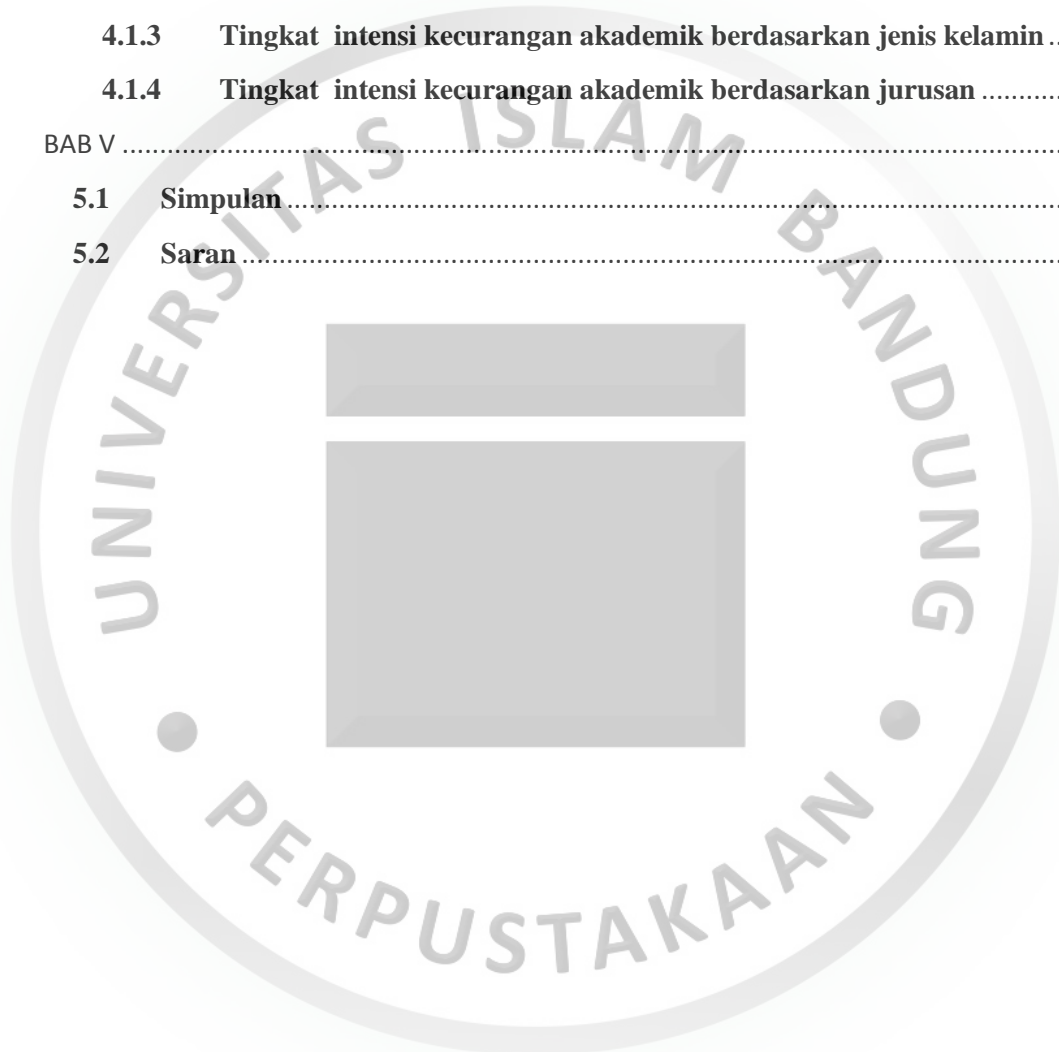 4.1.3 Tingkat intensi kecurangan akademik berdasarkan jenis kelamin ..
4.1.4 Tingkat intensi kecurangan akademik berdasarkan jurusan ...........
BAB V ................................................................................
5.1 Simpulan ................................................................................
5.2 Saran ................................................................................
UNIVERSITAS ISLAM BANDUNG
• PERPUSTAKAAN •